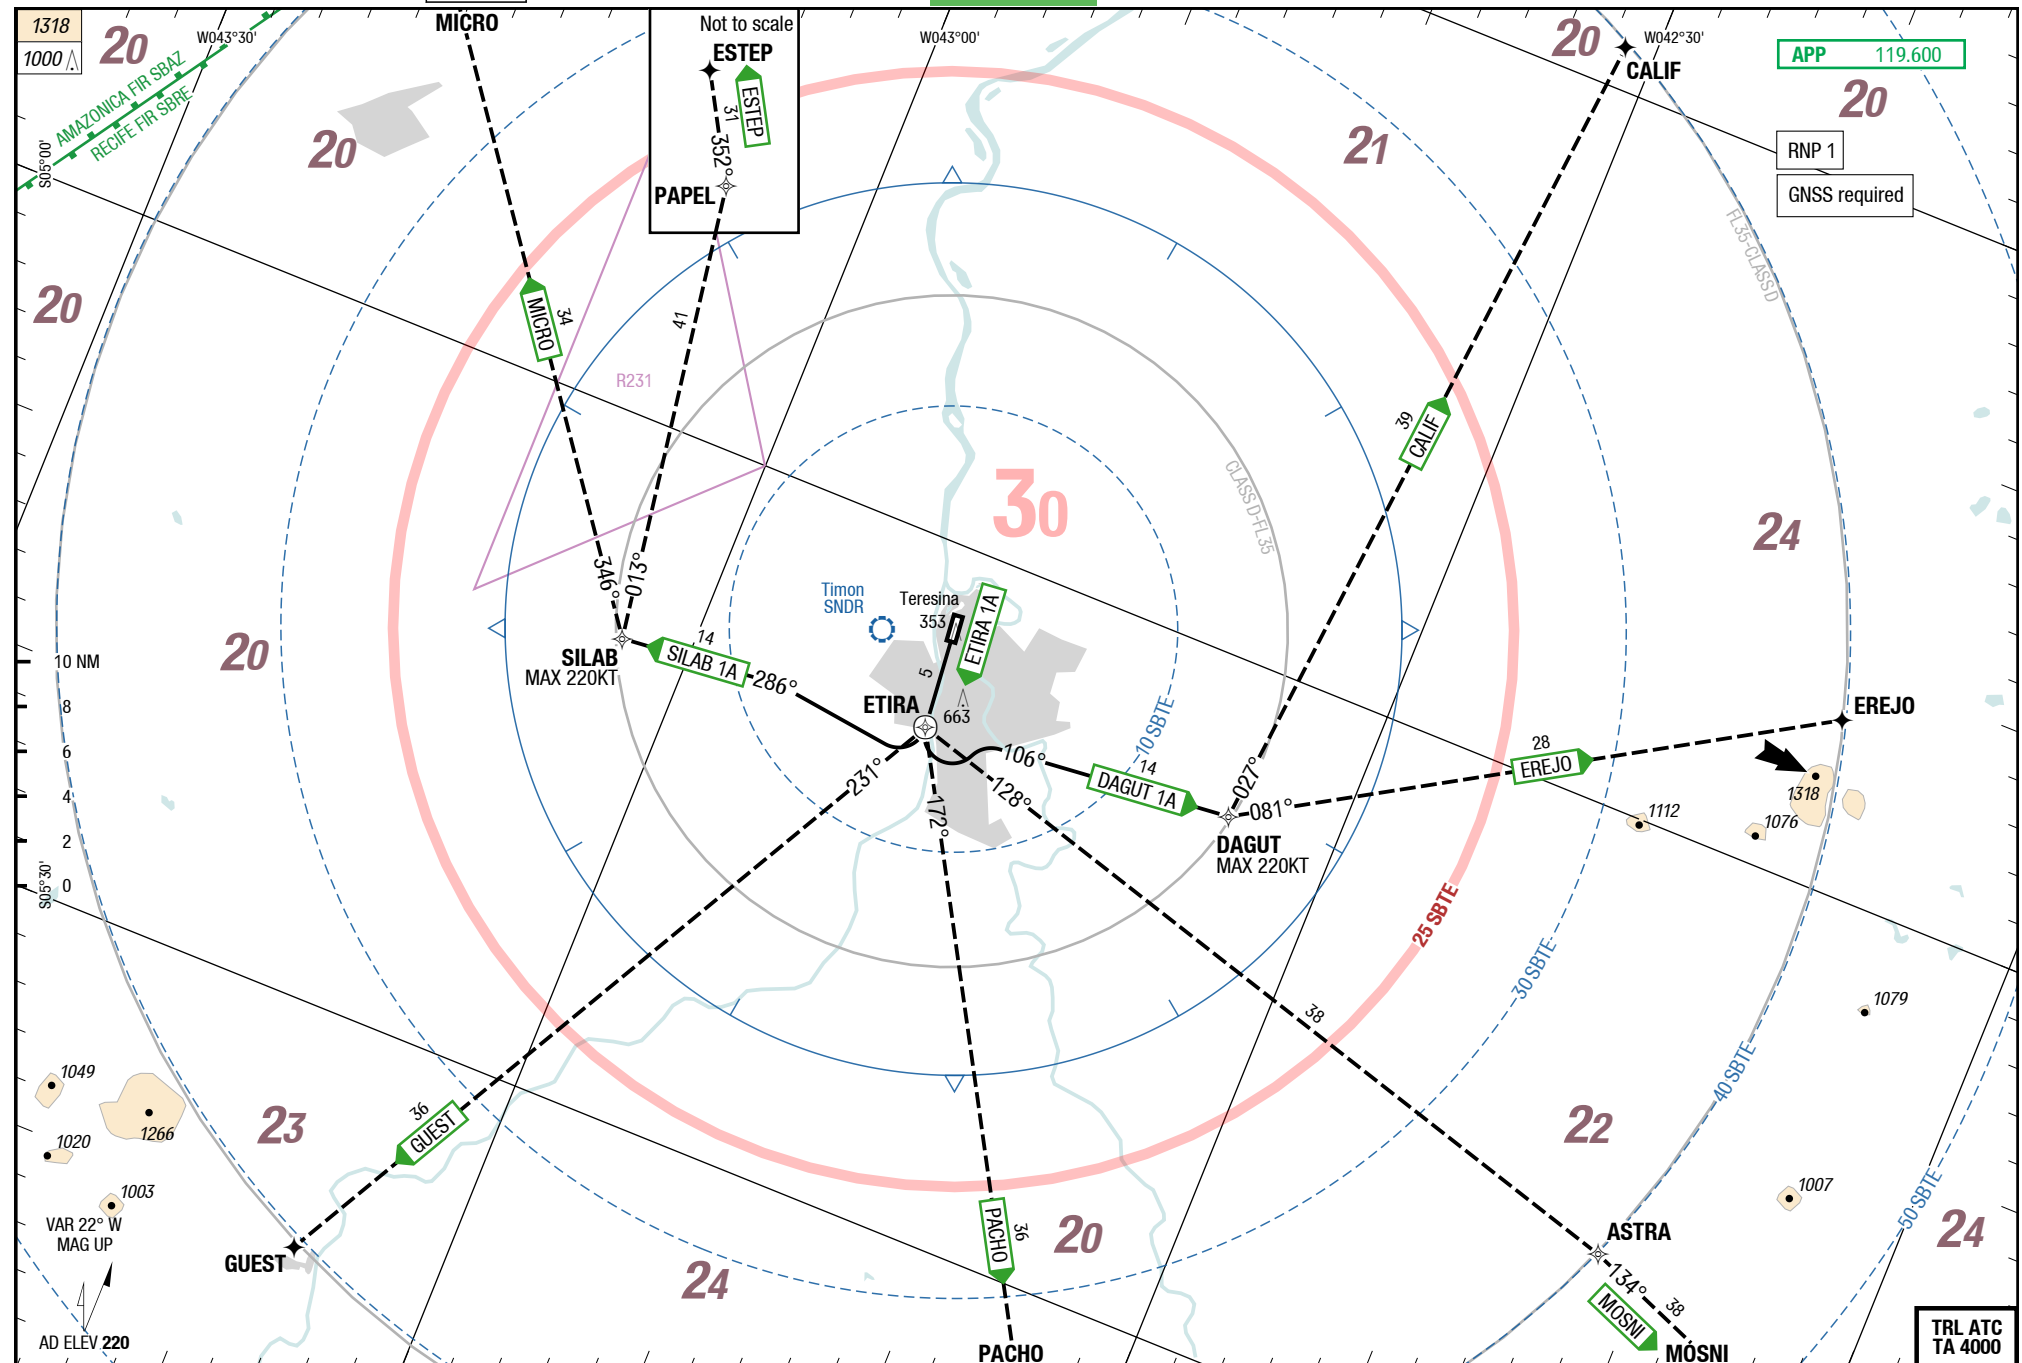 1318
1000
20
W043°30'
MICRO
Not to scale
ESTEP
ESTEP
31
352°
PAPEL
W043°00'
20
W042°30'
CALIF
APP 119.600
20
RNP 1
GNSS required
AMAZONICA FIR SBAZ
RECIFE FIR SBRE
S05°00'
20
21
FL35-CLASS D
20
MICRO
34
41
R231
39
CALIF
CLASS D-FL35
30
24
346°
013°
Timon
SNDR
Teresina
353
ETIRA 1A
5
663
ETIRA
20
10 NM
8
6
4
2
0
S05°30'
SILAB
MAX 220KT
14
SILAB 1A
286°
106°
14
DAGUT 1A
10 SBTE
027°
081°
DAGUT
MAX 220KT
28
EREJO
EREJO
1318
1112
1076
231°
172°
128°
25 SBTE
30 SBTE
40 SBTE
50 SBTE
38
1079
1049
1266
1020
1003
23
36
GUEST
GUEST
VAR 22° W
MAG UP
AD ELEV 220
24
PACHO
36
20
PACHO
22
1007
ASTRA
134°
38
MOSNI
MOSNI
24
TRL ATC
TA 4000